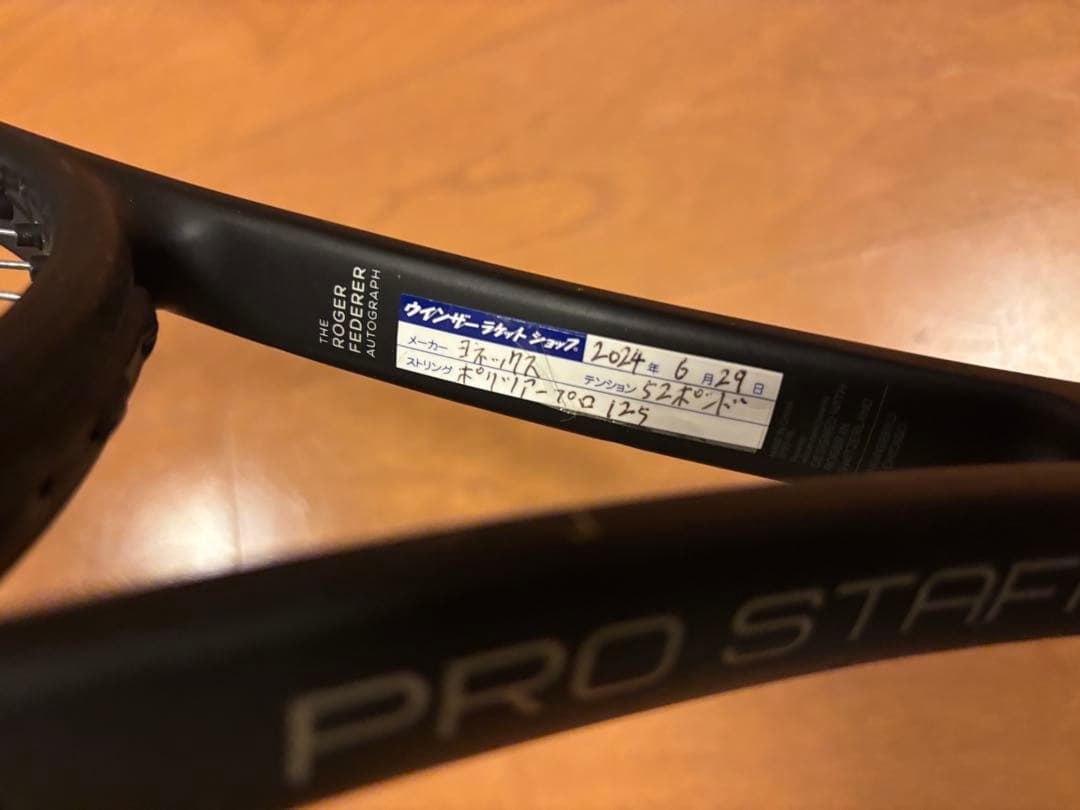 THE
ROGER
FEDERER
AUTOGRAPH
ウインザーラケットショップ 2024年 6月29日
メーカー ヨネックス テンション 52ポンド
ストリング ポリツアープロ 125
PRO STAF